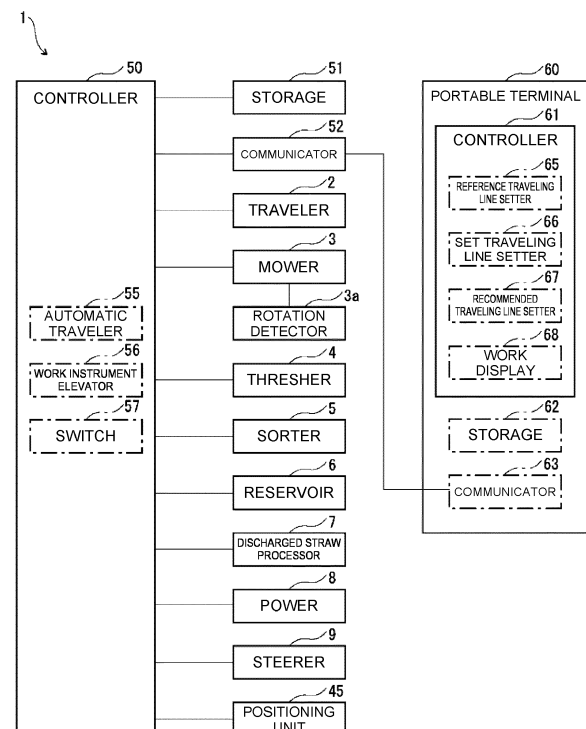 1
50
CONTROLLER
55
AUTOMATIC
TRAVELER
56
WORK INSTRUMENT
ELEVATOR
57
SWITCH
51
STORAGE
52
COMMUNICATOR
2
TRAVELER
3
MOWER
3a
ROTATION
DETECTOR
4
THRESHER
5
SORTER
6
RESERVOIR
7
DISCHARGED STRAW
PROCESSOR
8
POWER
9
STEERER
45
POSITIONING
UNIT
60
PORTABLE TERMINAL
61
CONTROLLER
65
REFERENCE TRAVELING
LINE SETTER
66
SET TRAVELING
LINE SETTER
67
RECOMMENDED
TRAVELING LINE SETTER
68
WORK
DISPLAY
62
STORAGE
63
COMMUNICATOR